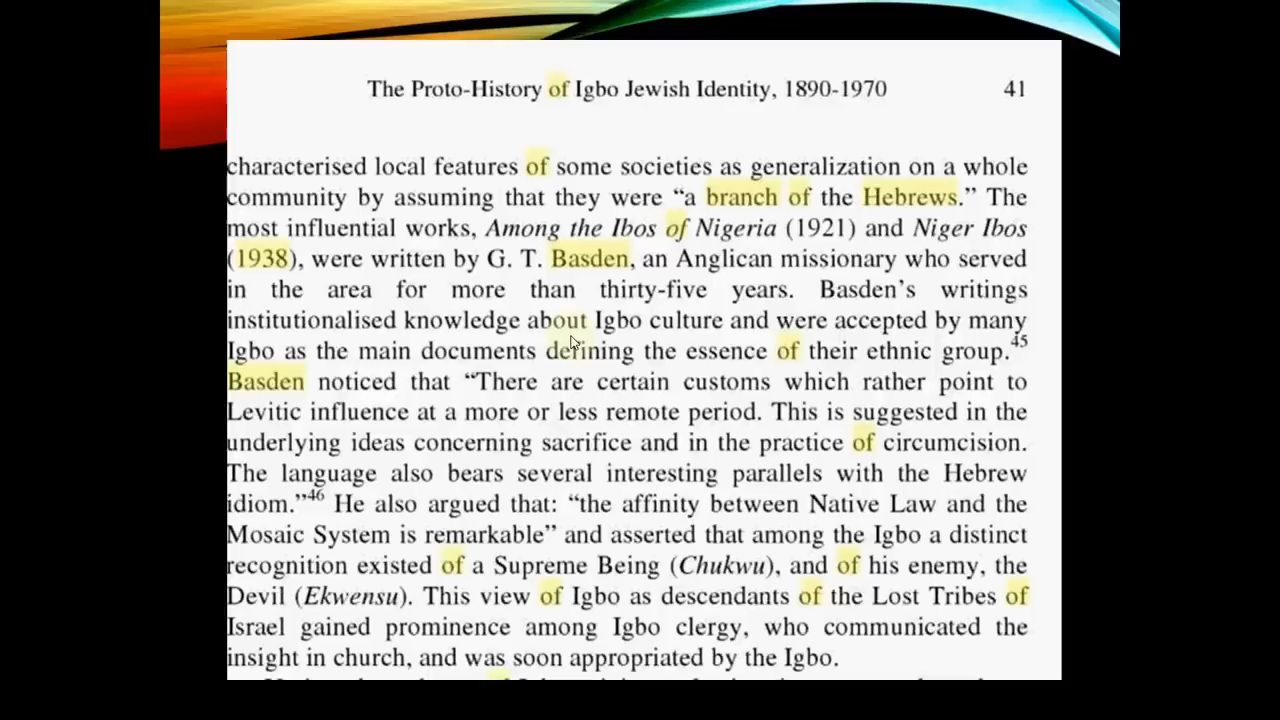 The Proto-History of Igbo Jewish Identity, 1890-1970 41
characterised local features of some societies as generalization on a whole
community by assuming that they were “a branch of the Hebrews.” The
most influential works, Among the Ibos of Nigeria (1921) and Niger Ibos
(1938), were written by G. T. Basden, an Anglican missionary who served
in the area for more than thirty-five years. Basden’s writings
institutionalised knowledge about Igbo culture and were accepted by many
Igbo as the main documents defining the essence of their ethnic group.45
Basden noticed that “There are certain customs which rather point to
Levitic influence at a more or less remote period. This is suggested in the
underlying ideas concerning sacrifice and in the practice of circumcision.
The language also bears several interesting parallels with the Hebrew
idiom.”46 He also argued that: “the affinity between Native Law and the
Mosaic System is remarkable” and asserted that among the Igbo a distinct
recognition existed of a Supreme Being (Chukwu), and of his enemy, the
Devil (Ekwensu). This view of Igbo as descendants of the Lost Tribes of
Israel gained prominence among Igbo clergy, who communicated the
insight in church, and was soon appropriated by the Igbo.